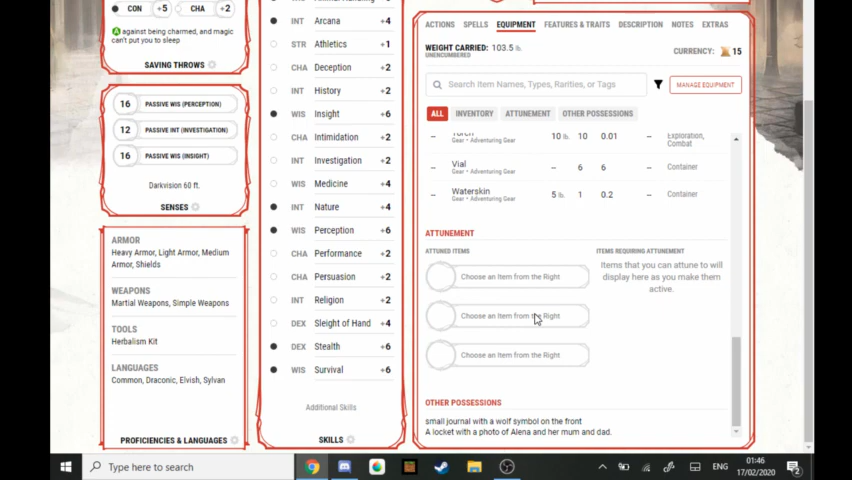 CON +5 CHA +2
against being charmed, and magic
can't put you to sleep
SAVING THROWS
16 PASSIVE WIS (PERCEPTION)
12 PASSIVE INT (INVESTIGATION)
16 PASSIVE WIS (INSIGHT)
Darkvision 60 ft.
SENSES
ARMOR
Heavy Armor, Light Armor, Medium
Armor, Shields
WEAPONS
Martial Weapons, Simple Weapons
TOOLS
Herbalism Kit
LANGUAGES
Common, Draconic, Elvish, Sylvan
PROFICIENCIES & LANGUAGES
INT Arcana +4
STR Athletics +1
CHA Deception +2
INT History +2
WIS Insight +6
CHA Intimidation +2
INT Investigation +2
WIS Medicine +4
INT Nature +4
WIS Perception +6
CHA Performance +2
CHA Persuasion +2
INT Religion +2
DEX Sleight of Hand +4
DEX Stealth +6
WIS Survival +6
Additional Skills
SKILLS
ACTIONS SPELLS EQUIPMENT FEATURES & TRAITS DESCRIPTION NOTES EXTRAS
WEIGHT CARRIED: 103.5 lb.
UNENCUMBERED
CURRENCY: 15
Search Item Names, Types, Rarities, or Tags
MANAGE EQUIPMENT
ALL INVENTORY ATTUNEMENT OTHER POSSESSIONS
– Torch 10 lb. 10 0.01 – Exploration,
Gear • Adventuring Gear Combat
– Vial – 6 6 – Container
Gear • Adventuring Gear
– Waterskin 5 lb. 1 0.2 – Container
Gear • Adventuring Gear
ATTUNEMENT
ATTUNED ITEMS
Choose an Item from the Right
Choose an Item from the Right
Choose an Item from the Right
ITEMS REQUIRING ATTUNEMENT
Items that you can attune to will
display here as you make them
active.
OTHER POSSESSIONS
small journal with a wolf symbol on the front
A locket with a photo of Alena and her mum and dad.
Type here to search
ENG
01:46
17/02/2020
2